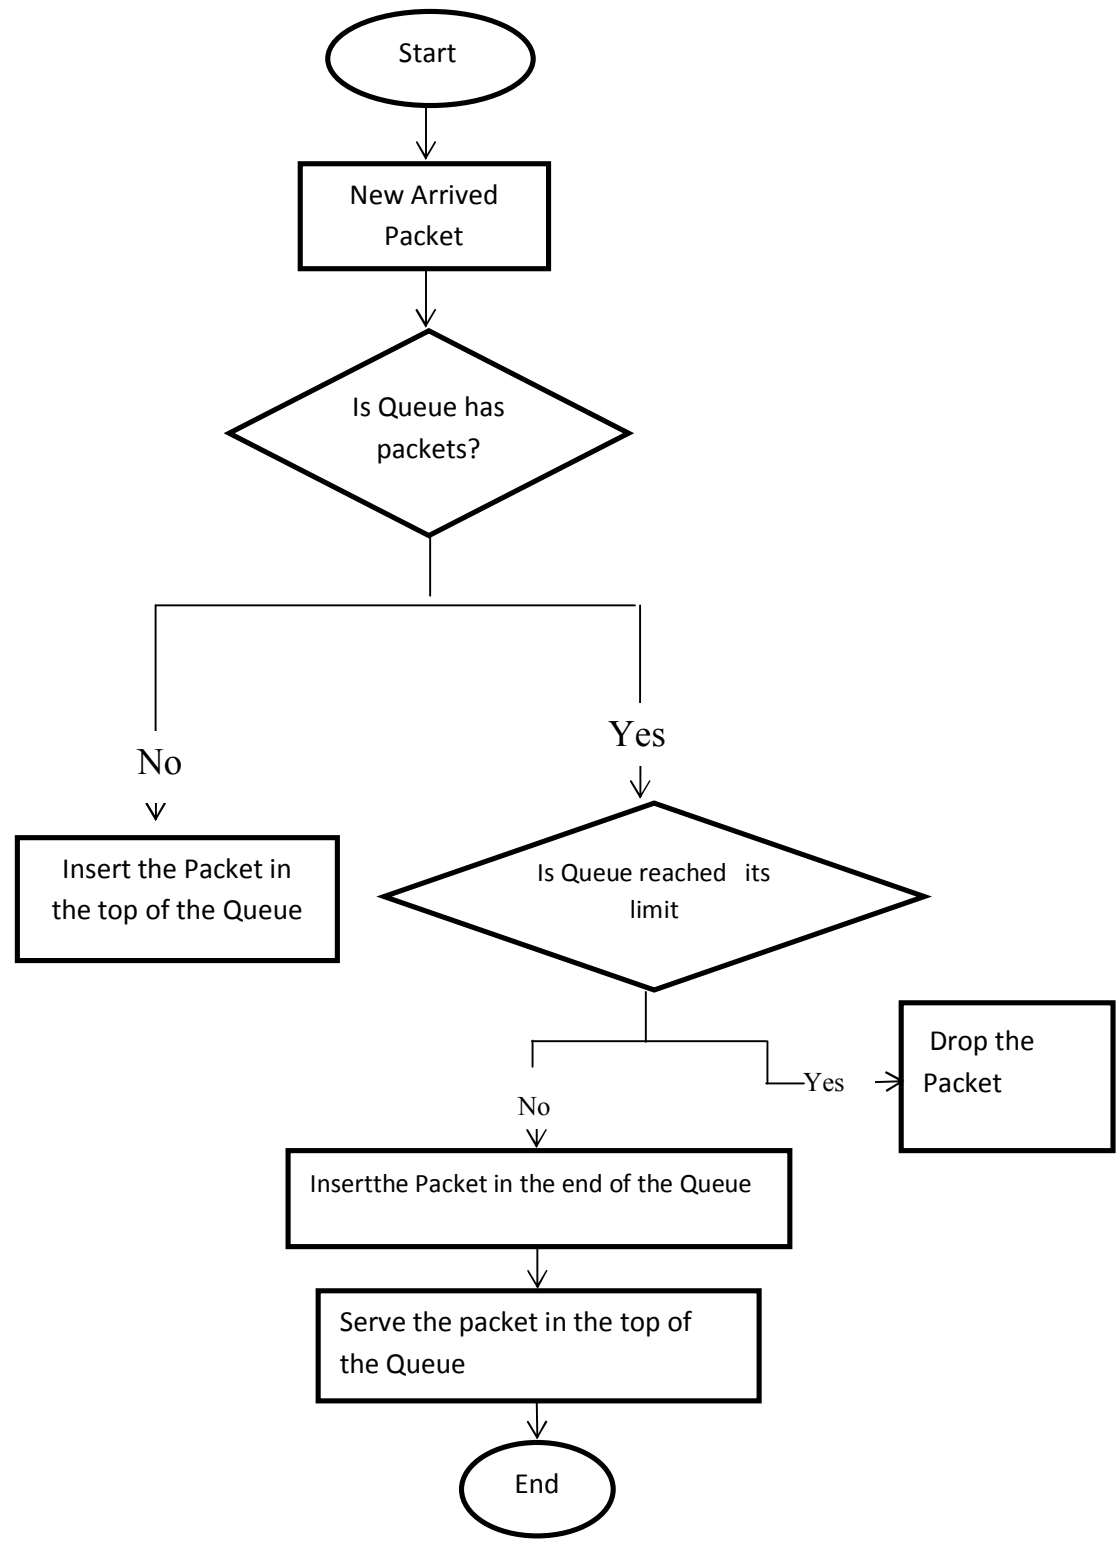 Start
New Arrived
Packet
Is Queue has
packets?
No
Yes
Insert the Packet in
the top of the Queue
Is Queue reached its
limit
No
Yes
Drop the
Packet
Insertthe Packet in the end of the Queue
Serve the packet in the top of
the Queue
End